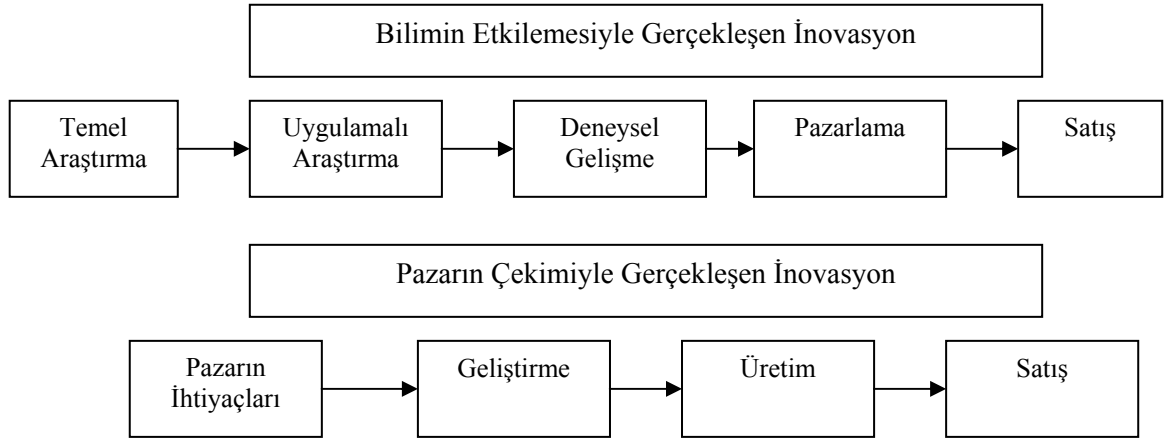 Bilimin Etkilemesiyle Gerçekleşen İnovasyon
Temel
Araştırma
Uygulamalı
Araştırma
Deneysel
Gelişme
Pazarlama
Satış
Pazarın Çekimiyle Gerçekleşen İnovasyon
Pazarın
İhtiyaçları
Geliştirme
Üretim
Satış